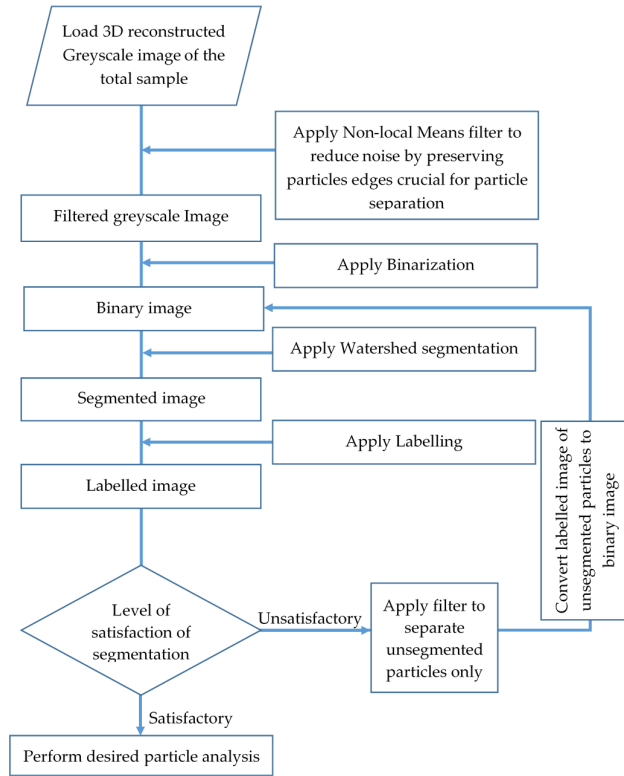 Load 3D reconstructed
Greyscale image of the
total sample
Apply Non-local Means filter to
reduce noise by preserving
particles edges crucial for particle
separation
Filtered greyscale Image
Apply Binarization
Binary image
Apply Watershed segmentation
Segmented image
Apply Labelling
Labelled image
Convert labelled image of
unsegmented particles to
binary image
Level of
satisfaction of
segmentation
Unsatisfactory
Apply filter to
separate
unsegmented
particles only
Satisfactory
Perform desired particle analysis